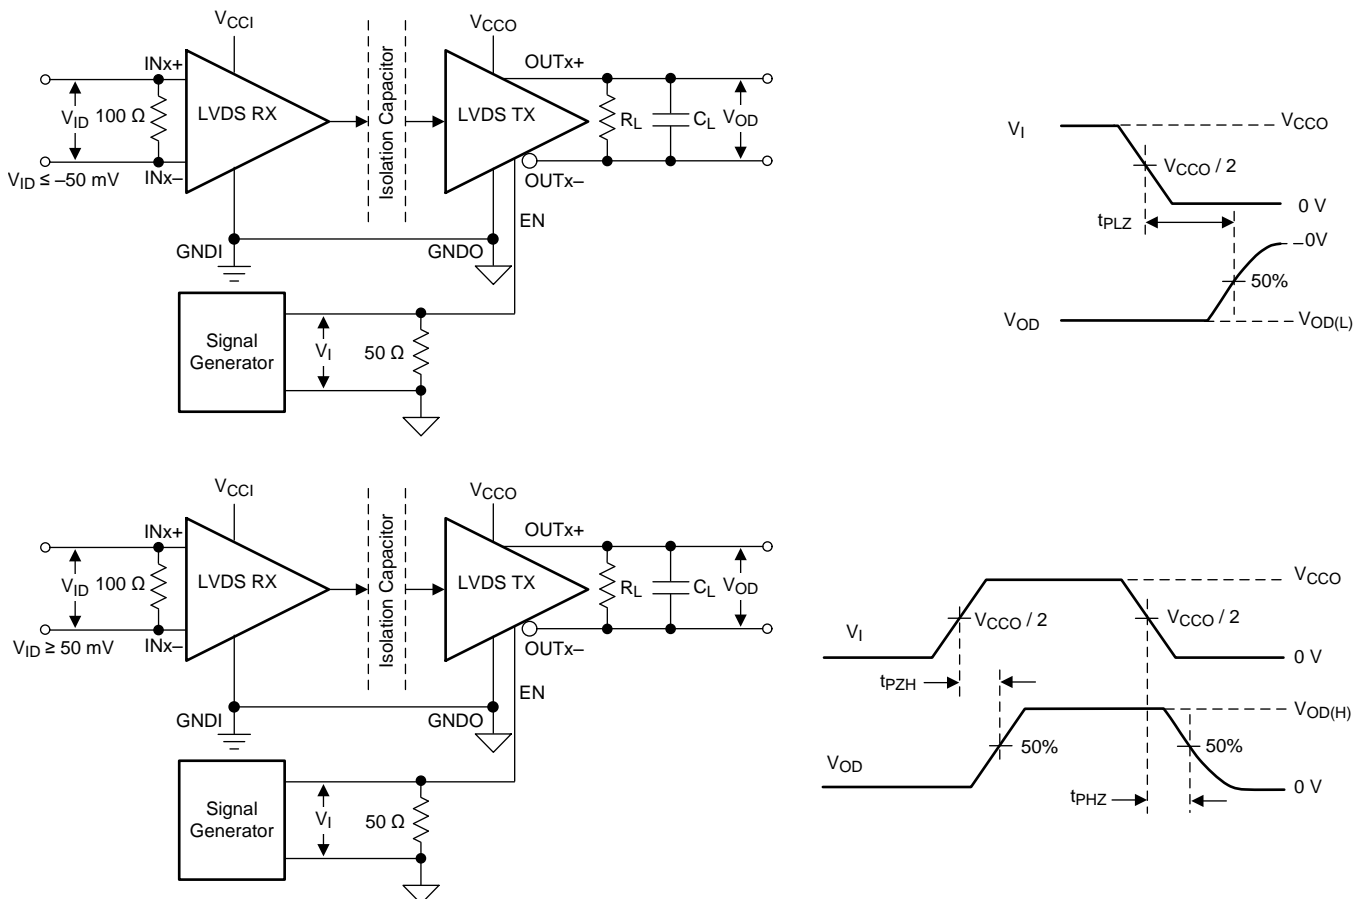 VCCI
VCCO
INx+
OUTx+
LVDS RX
LVDS TX
Isolation Capacitor
VID
100 Ω
RL
CL
VOD
INx–
OUTx–
VID ≤ –50 mV
EN
GNDI
GNDO
Signal
Generator
VI
50 Ω
VI
VCCO
VCCO / 2
0 V
tPLZ
0V
50%
VOD
VOD(L)
VCCI
VCCO
INx+
OUTx+
LVDS RX
LVDS TX
Isolation Capacitor
VID
100 Ω
RL
CL
VOD
INx–
OUTx–
VID ≥ 50 mV
EN
GNDI
GNDO
Signal
Generator
VI
50 Ω
VCCO
VI
VCCO / 2
VCCO / 2
0 V
tPZH
VOD(H)
50%
50%
VOD
0 V
tPHZ